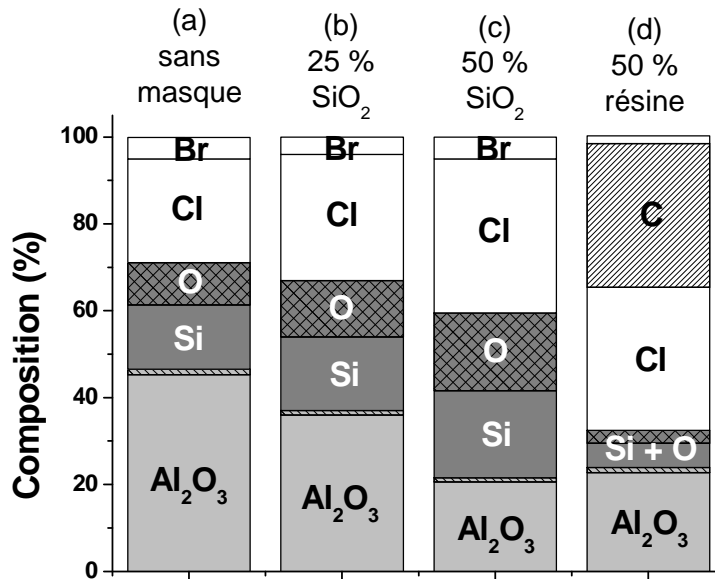 (a)
sans
masque
(b)
25 %
SiO₂
(c)
50 %
SiO₂
(d)
50 %
résine
Composition (%)
100
80
60
40
20
0
Br
Cl
O
Si
Al₂O₃
Br
Cl
O
Si
Al₂O₃
Br
Cl
O
Si
Al₂O₃
C
Cl
Si + O
Al₂O₃